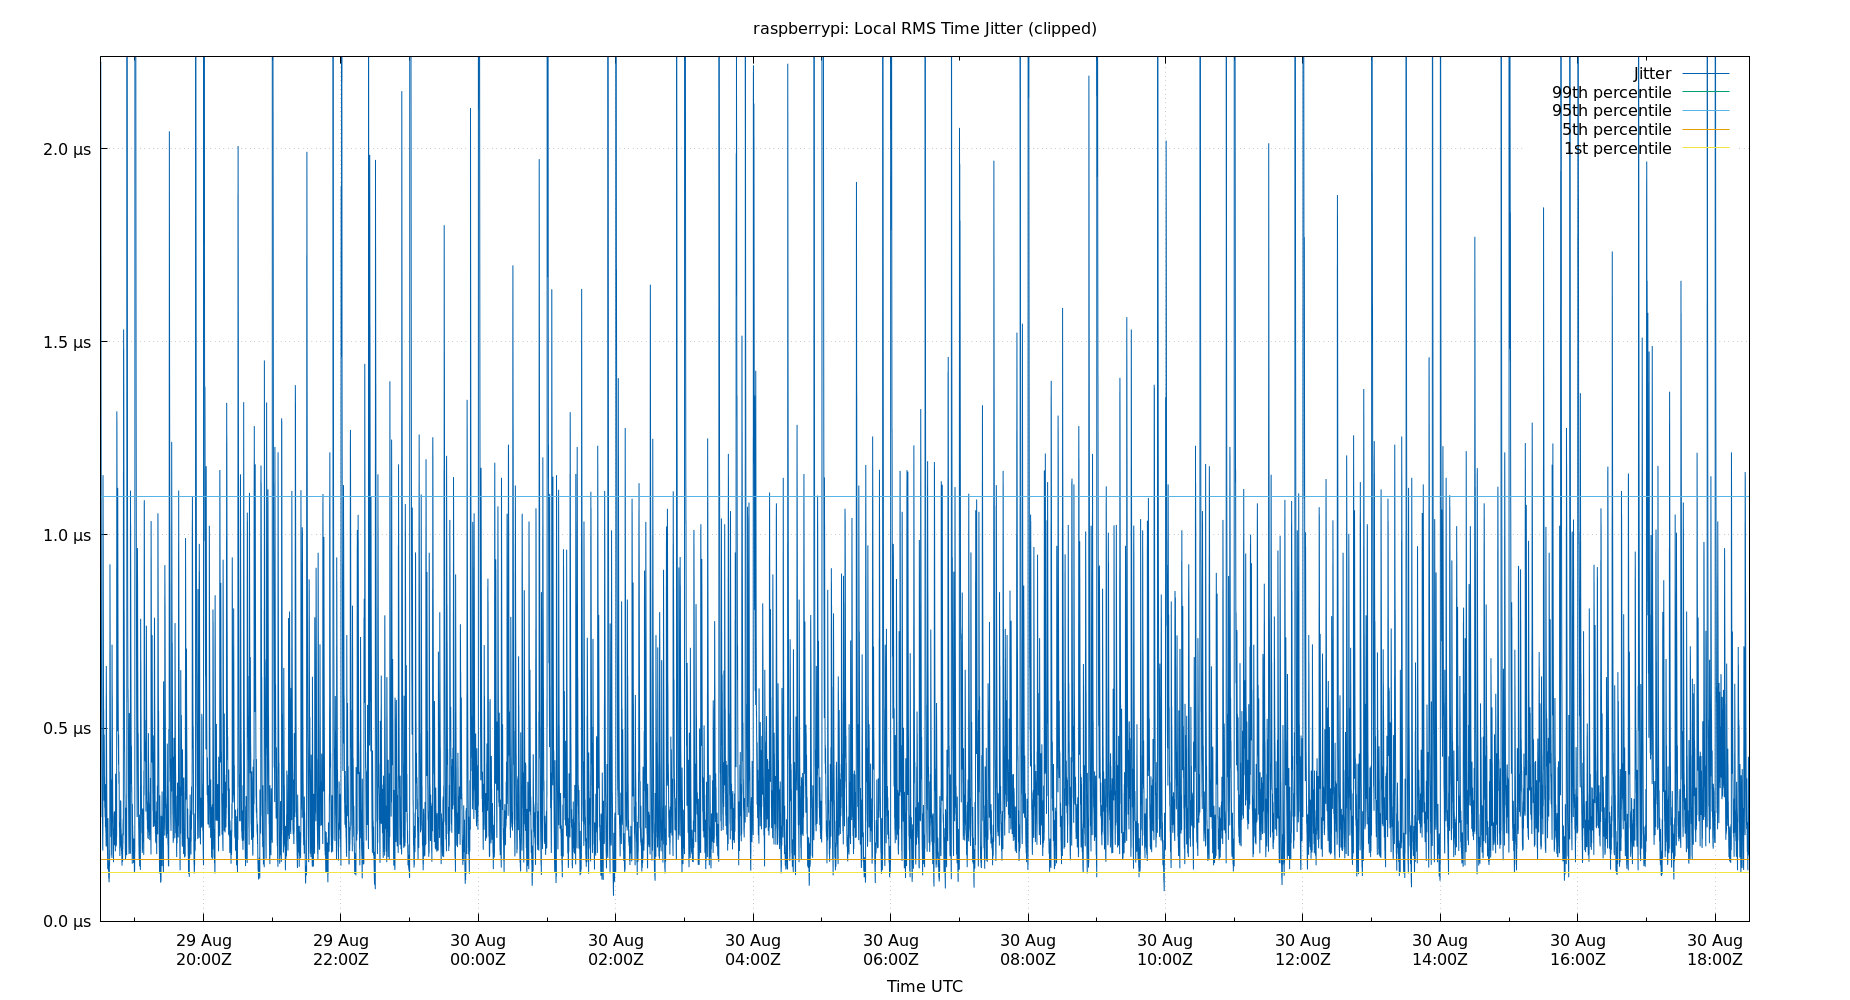 raspberrypi: Local RMS Time Jitter (clipped)
Jitter
99th percentile
95th percentile
5th percentile
1st percentile
2.0 µs
1.5 µs
1.0 µs
0.5 µs
0.0 µs
29 Aug 29 Aug 30 Aug 30 Aug 30 Aug 30 Aug 30 Aug 30 Aug 30 Aug 30 Aug 30 Aug 30 Aug
20:00Z 22:00Z 00:00Z 02:00Z 04:00Z 06:00Z 08:00Z 10:00Z 12:00Z 14:00Z 16:00Z 18:00Z
Time UTC